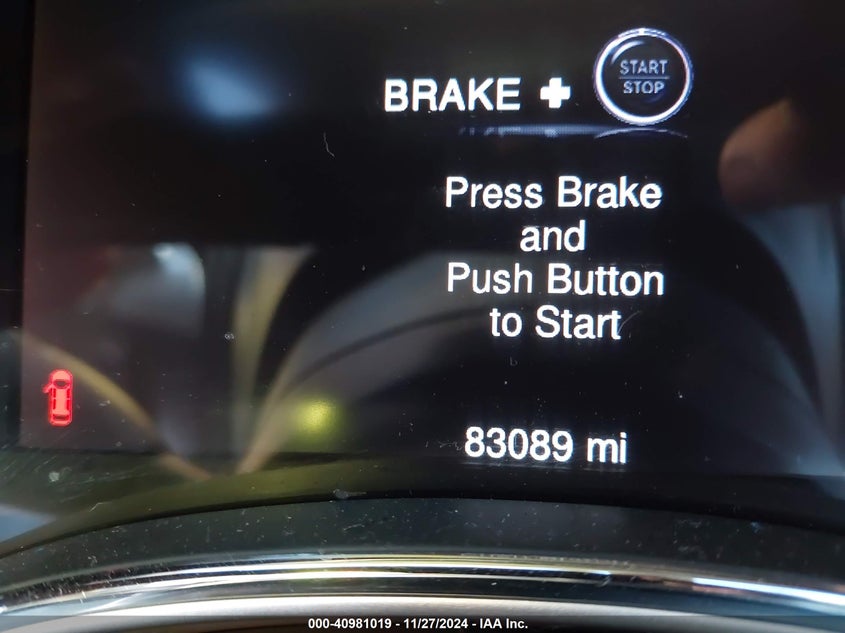 BRAKE + START STOP
Press Brake
and
Push Button
to Start
83089 mi
000-40981019 - 11/27/2024 - IAA Inc.